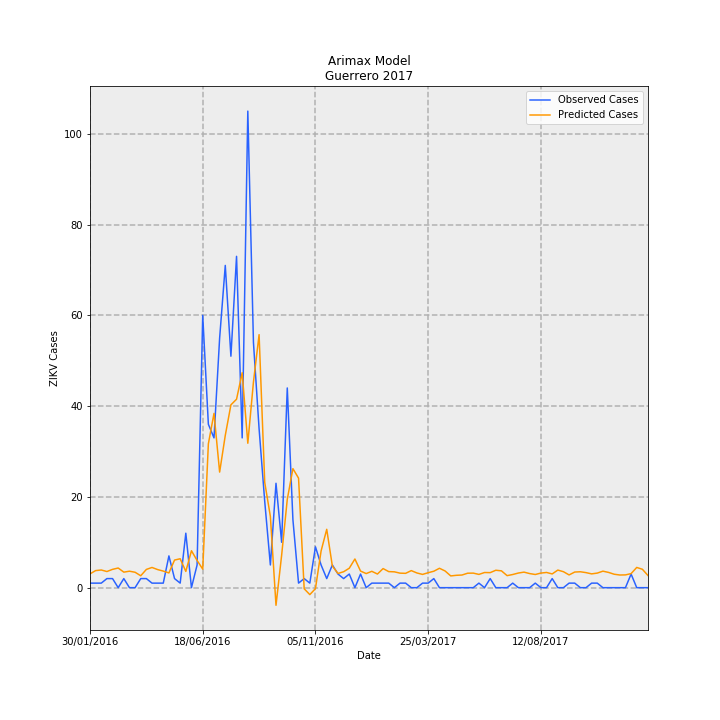 Arimax Model
Guerrero 2017
Observed Cases
Predicted Cases
100
80
60
40
20
0
ZIKV Cases
30/01/2016
18/06/2016
05/11/2016
25/03/2017
12/08/2017
Date